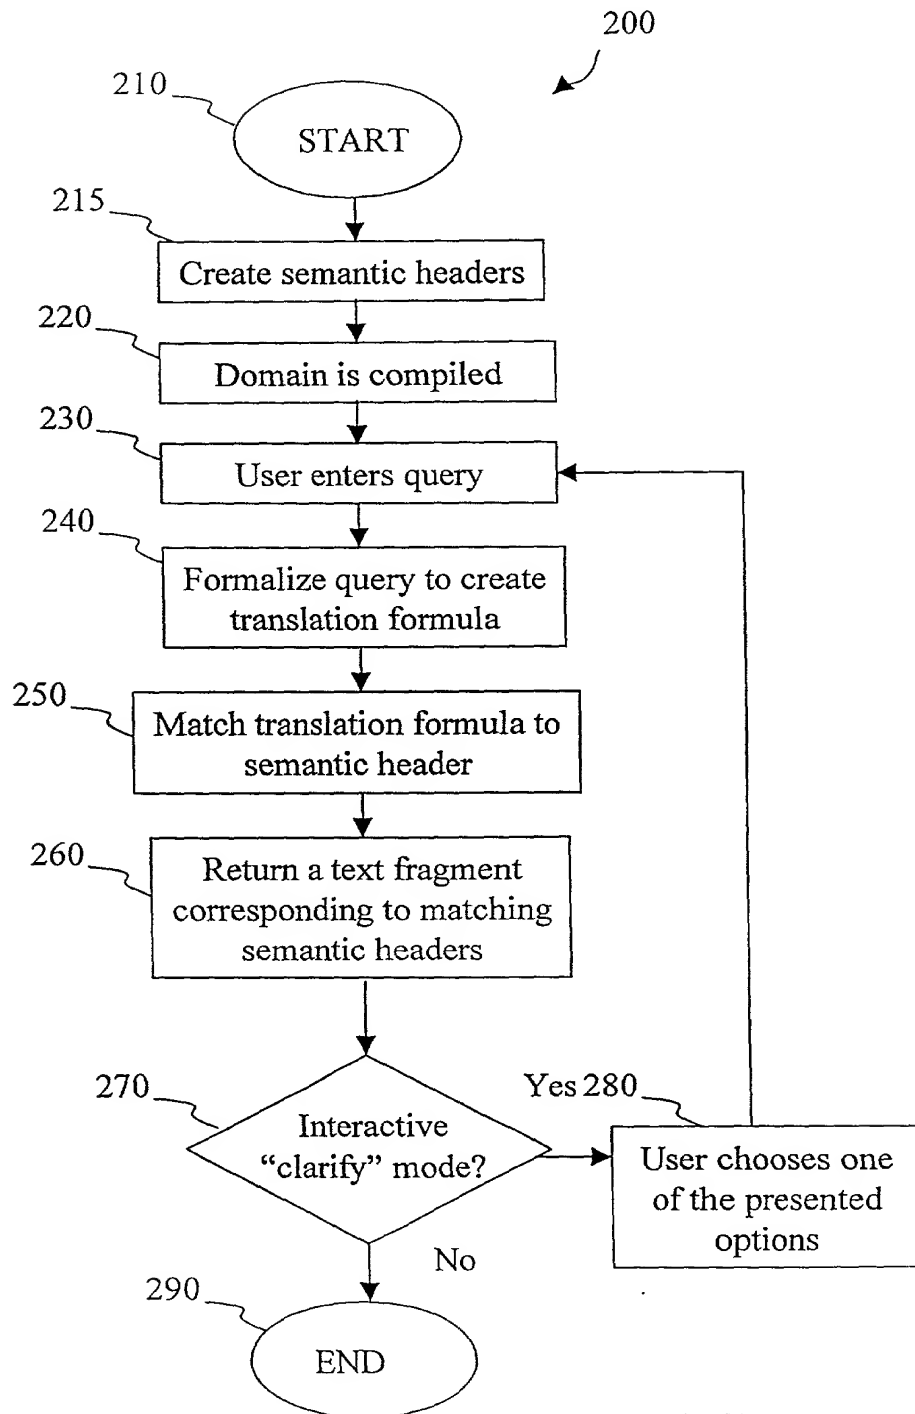 200
210
START
215
Create semantic headers
220
Domain is compiled
230
User enters query
240
Formalize query to create
translation formula
250
Match translation formula to
semantic header
260
Return a text fragment
corresponding to matching
semantic headers
270
Interactive
“clarify” mode?
Yes 280
User chooses one
of the presented
options
No
290
END